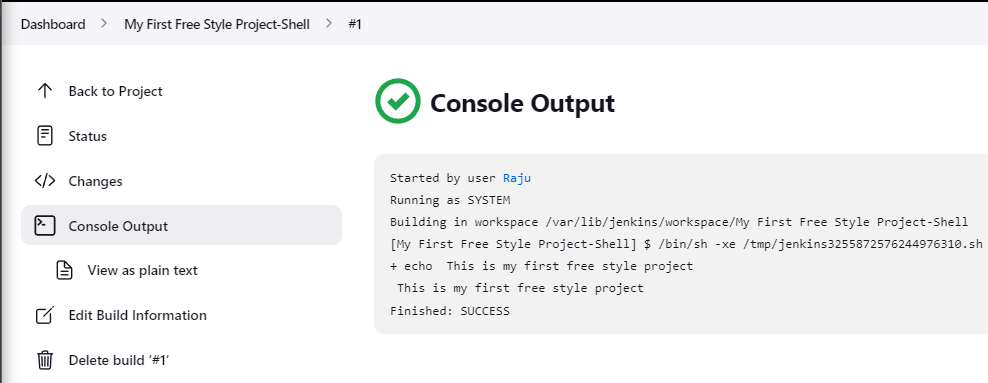 Dashboard > My First Free Style Project-Shell > #1
Back to Project
Status
Changes
Console Output
View as plain text
Edit Build Information
Delete build ‘#1’
Console Output
Started by user Raju
Running as SYSTEM
Building in workspace /var/lib/jenkins/workspace/My First Free Style Project-Shell
[My First Free Style Project-Shell] $ /bin/sh -xe /tmp/jenkins3255872576244976310.sh
+ echo  This is my first free style project
 This is my first free style project
Finished: SUCCESS